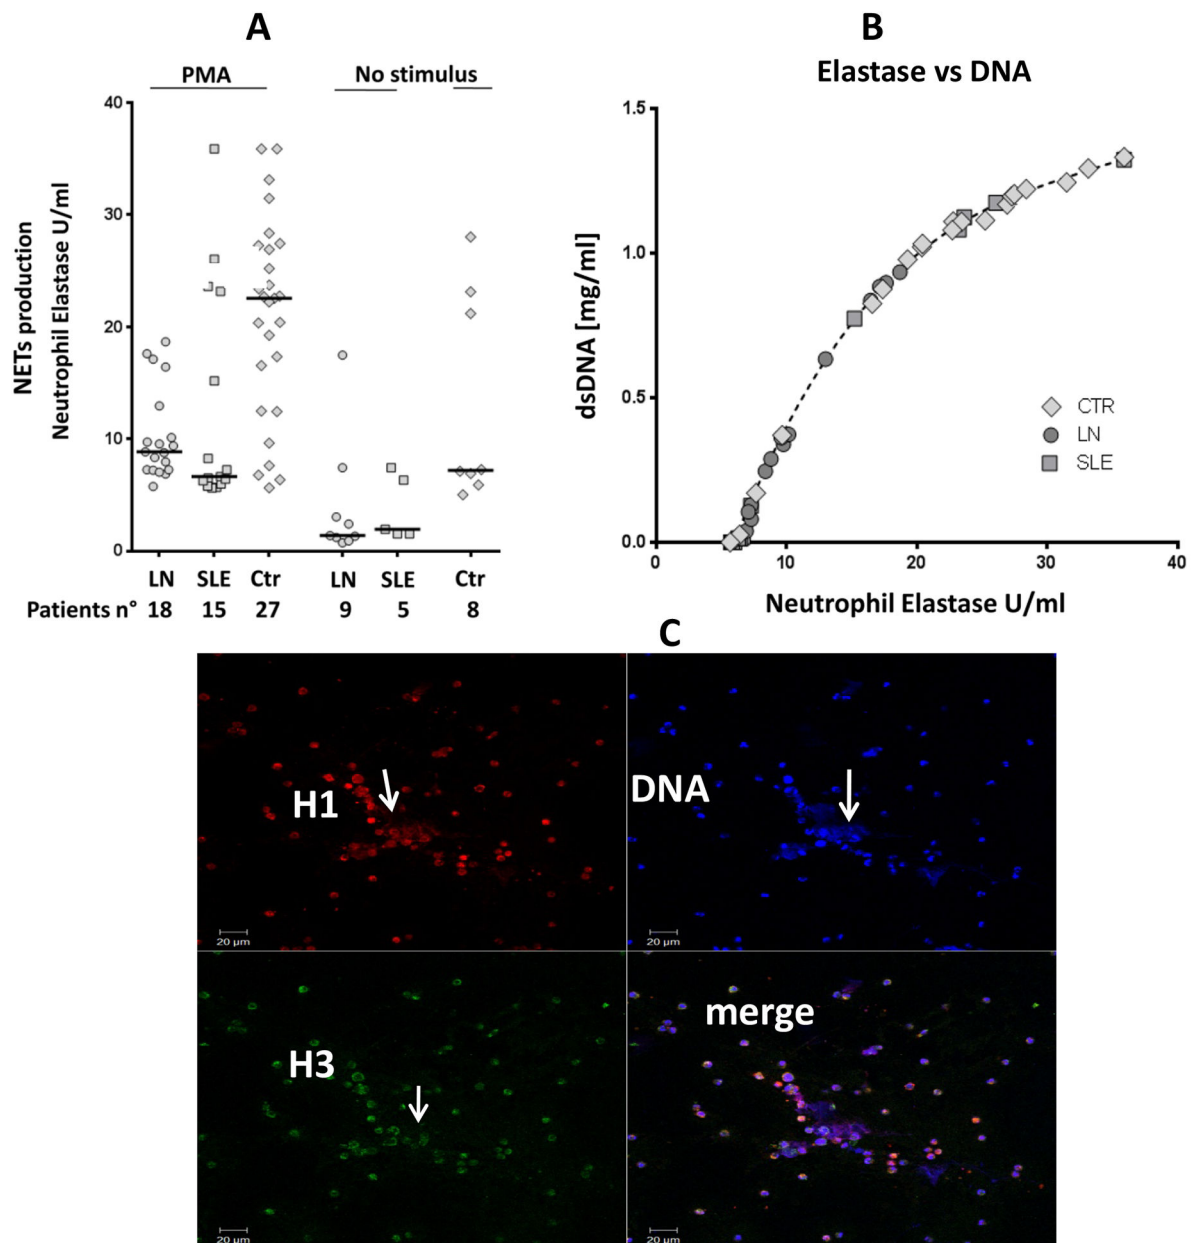 A
PMA
No stimulus
NETs production
Neutrophil Elastase U/ml
40
30
20
10
0
LN SLE Ctr LN SLE Ctr
Patients n° 18 15 27 9 5 8
B
Elastase vs DNA
dsDNA [mg/ml]
1.5
1.0
0.5
0.0
CTR
LN
SLE
0 10 20 30 40
Neutrophil Elastase U/ml
C
H1
20 µm
DNA
20 µm
H3
20 µm
merge
20 µm